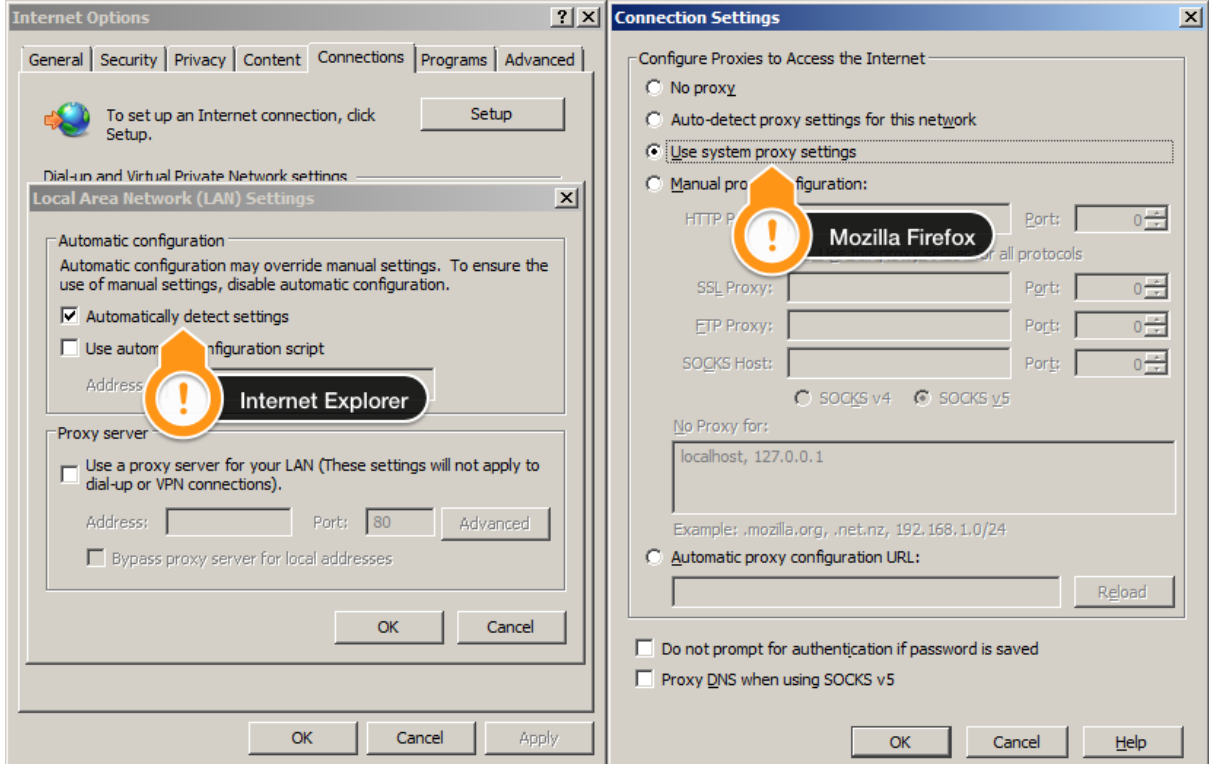 Internet Options
General Security Privacy Content Connections Programs Advanced
To set up an Internet connection, click
Setup.
Setup
Dial-up and Virtual Private Network settings
Local Area Network (LAN) Settings
Automatic configuration
Automatic configuration may override manual settings. To ensure the
use of manual settings, disable automatic configuration.
Automatically detect settings
Use configuration script
Address
Internet Explorer
Proxy server
Use a proxy server for your LAN (These settings will not apply to
dial-up or VPN connections).
Address: Port: 80 Advanced
Bypass proxy server for local addresses
OK Cancel
OK Cancel Apply
Connection Settings
Configure Proxies to Access the Internet
No proxy
Auto-detect proxy settings for this network
Use system proxy settings
Manual configuration:
HTTP Port: 0
Mozilla Firefox
all protocols
SSL Proxy: Port: 0
FTP Proxy: Port: 0
SOCKS Host: Port: 0
SOCKS v4 SOCKS v5
No Proxy for:
localhost, 127.0.0.1
Example: .mozilla.org, .net.nz, 192.168.1.0/24
Automatic proxy configuration URL:
Reload
Do not prompt for authentication if password is saved
Proxy DNS when using SOCKS v5
OK Cancel Help